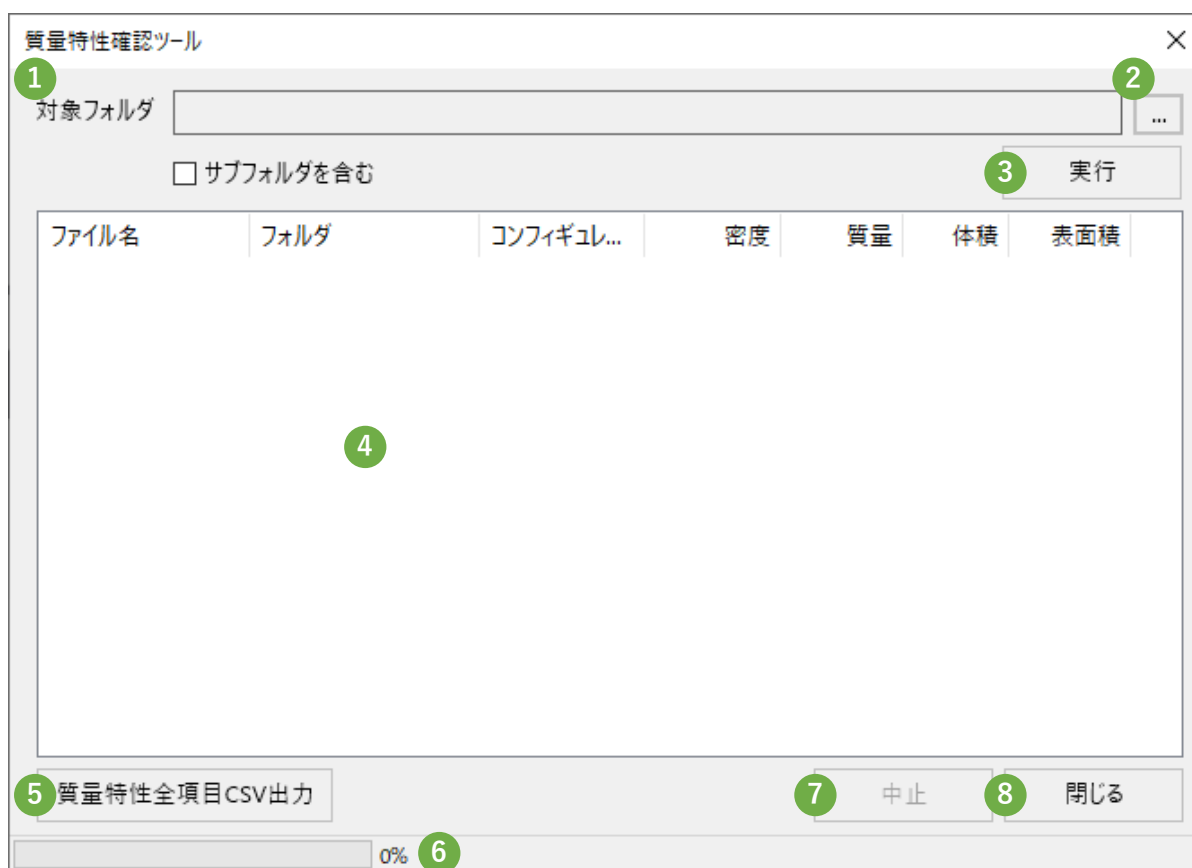 質量特性確認ツール
1
2
対象フォルダ
...
サブフォルダを含む
3 実行
ファイル名 フォルダ コンフィギュレ... 密度 質量 体積 表面積
4
5 質量特性全項目CSV出力 7 中止 8 閉じる
0% 6